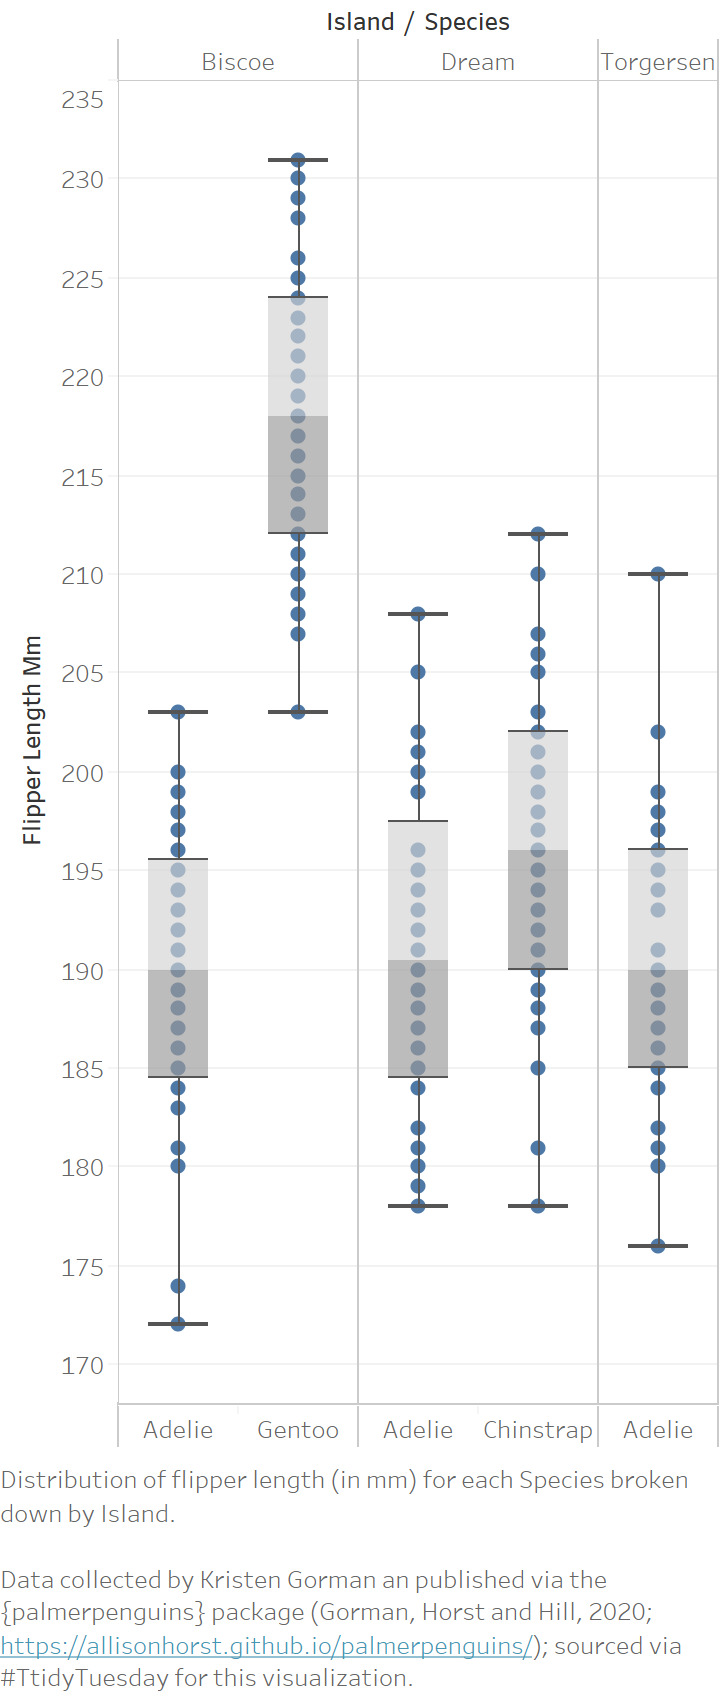 Island / Species
Biscoe Dream Torgersen
235
230
225
220
215
210
205
200
195
190
185
180
175
170
Flipper Length Mm
Adelie Gentoo Adelie Chinstrap Adelie
Distribution of flipper length (in mm) for each Species broken
down by Island.
Data collected by Kristen Gorman an published via the
{palmerpenguins} package (Gorman, Horst and Hill, 2020;
https://allisonhorst.github.io/palmerpenguins/); sourced via
#TtidyTuesday for this visualization.